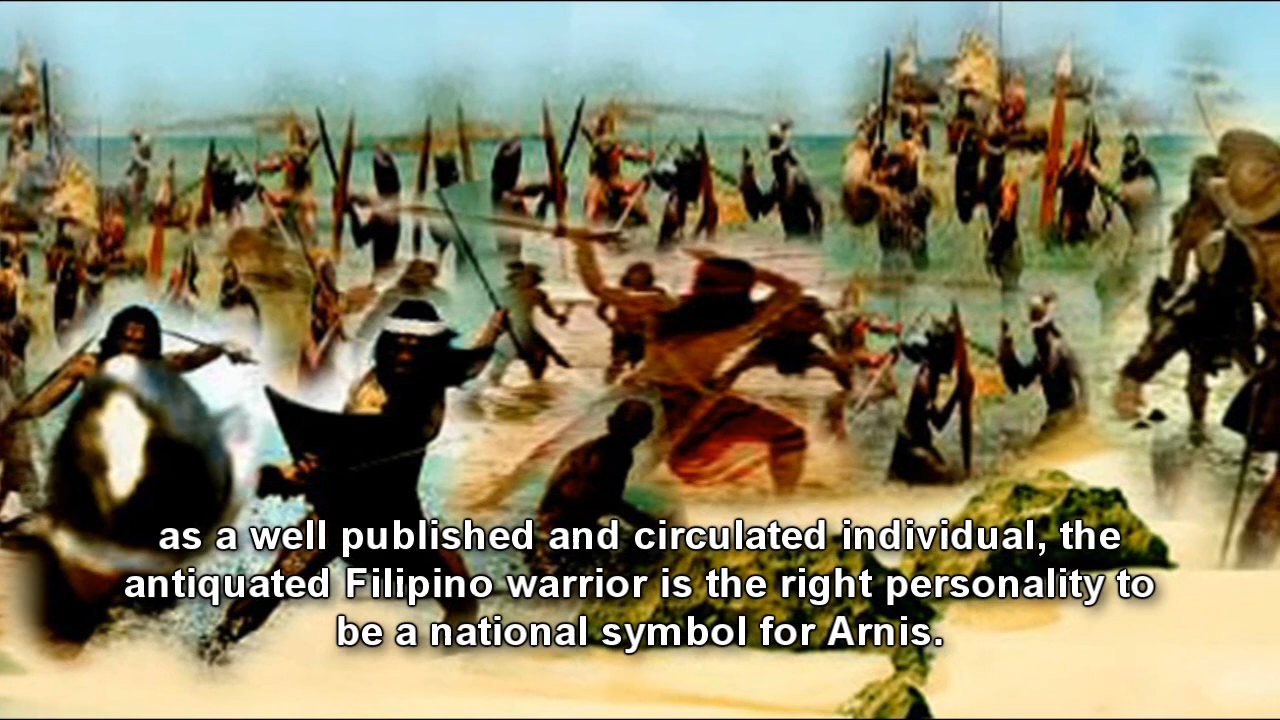 as a well published and circulated individual, the
antiquated Filipino warrior is the right personality to
be a national symbol for Arnis.